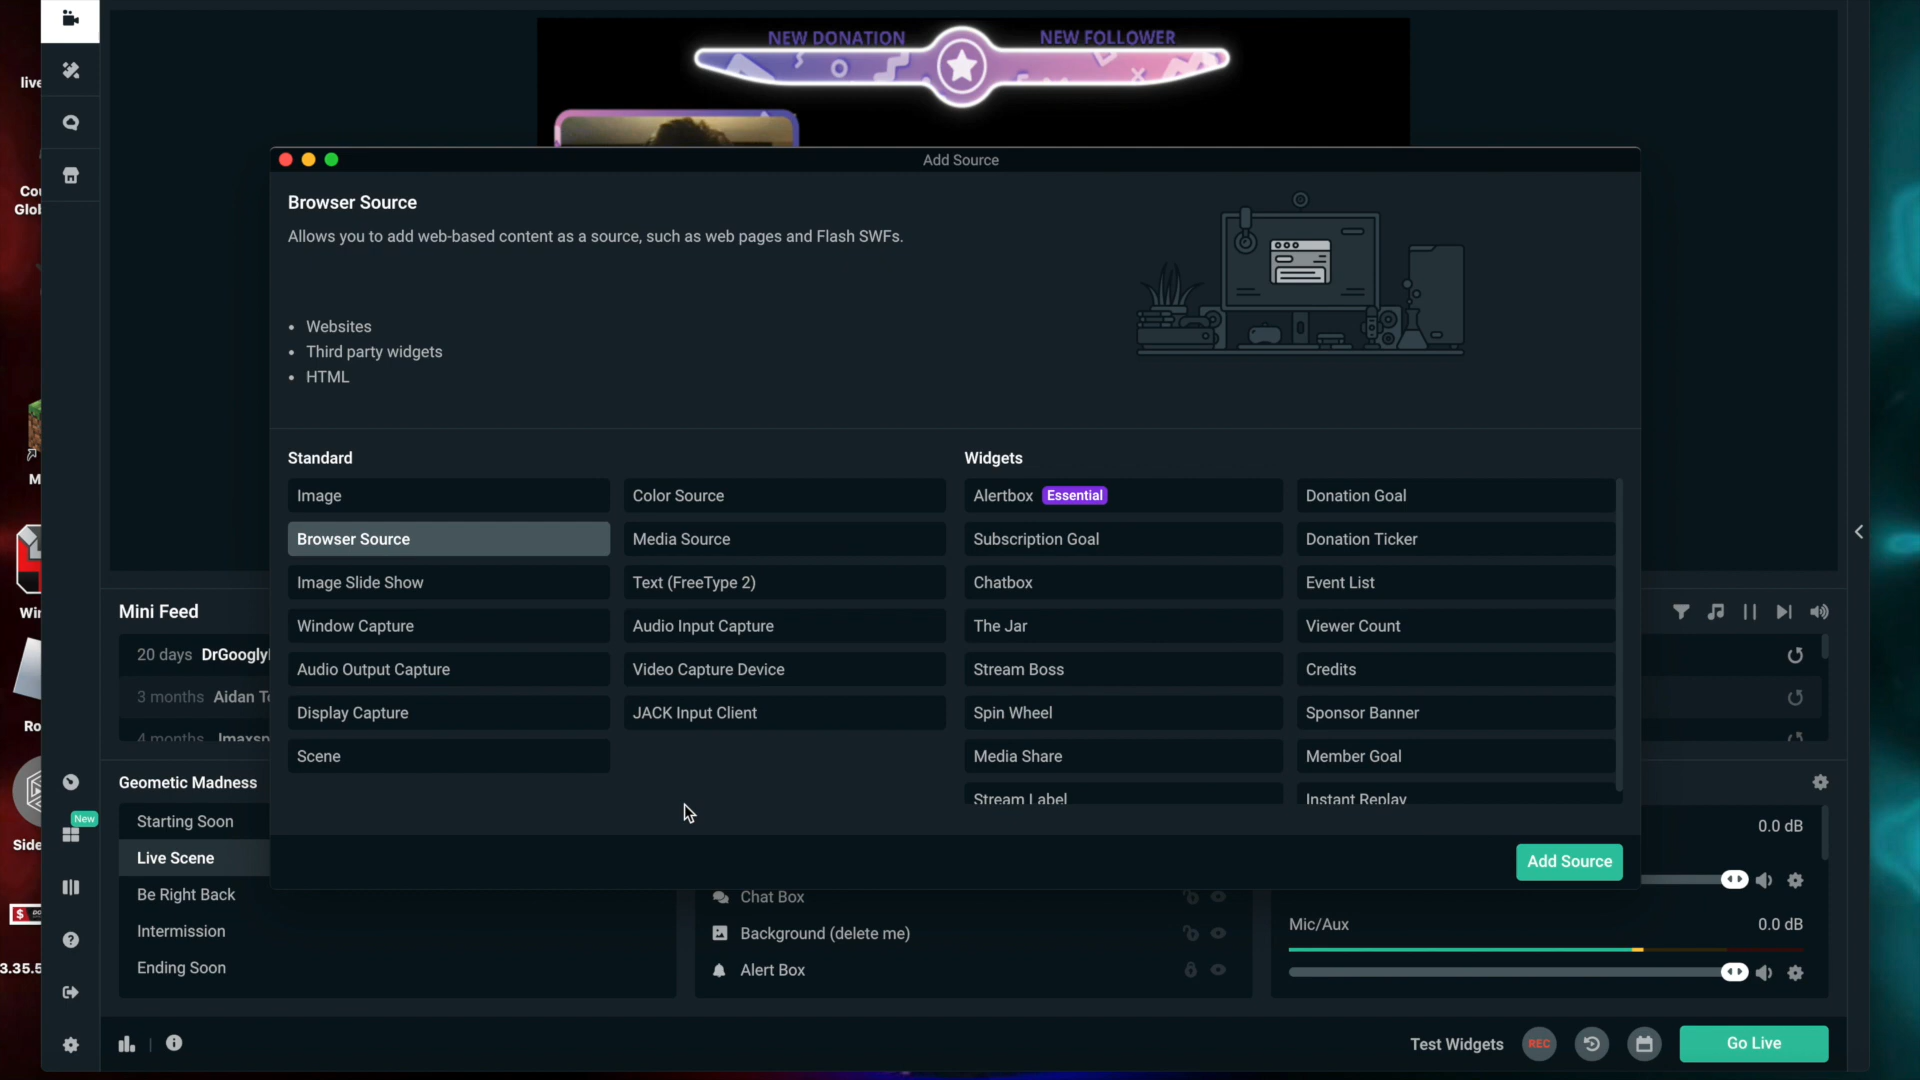 NEW DONATION
NEW FOLLOWER
live
Add Source
Browser Source
Allows you to add web-based content as a source, such as web pages and Flash SWFs.
• Websites
• Third party widgets
• HTML
Standard
Image
Color Source
Browser Source
Media Source
Image Slide Show
Text (FreeType 2)
Window Capture
Audio Input Capture
Audio Output Capture
Video Capture Device
Display Capture
JACK Input Client
Scene
Widgets
Alertbox Essential
Donation Goal
Subscription Goal
Donation Ticker
Chatbox
Event List
The Jar
Viewer Count
Stream Boss
Credits
Spin Wheel
Sponsor Banner
Media Share
Member Goal
Stream Label
Instant Replay
Add Source
Mini Feed
20 days DrGoogly
3 months Aidan
4 months
Geometic Madness
New
Starting Soon
Live Scene
Be Right Back
Intermission
Ending Soon
Side
3.35.5
Chat Box
Background (delete me)
Alert Box
0.0 dB
Mic/Aux
0.0 dB
Test Widgets
REC
Go Live